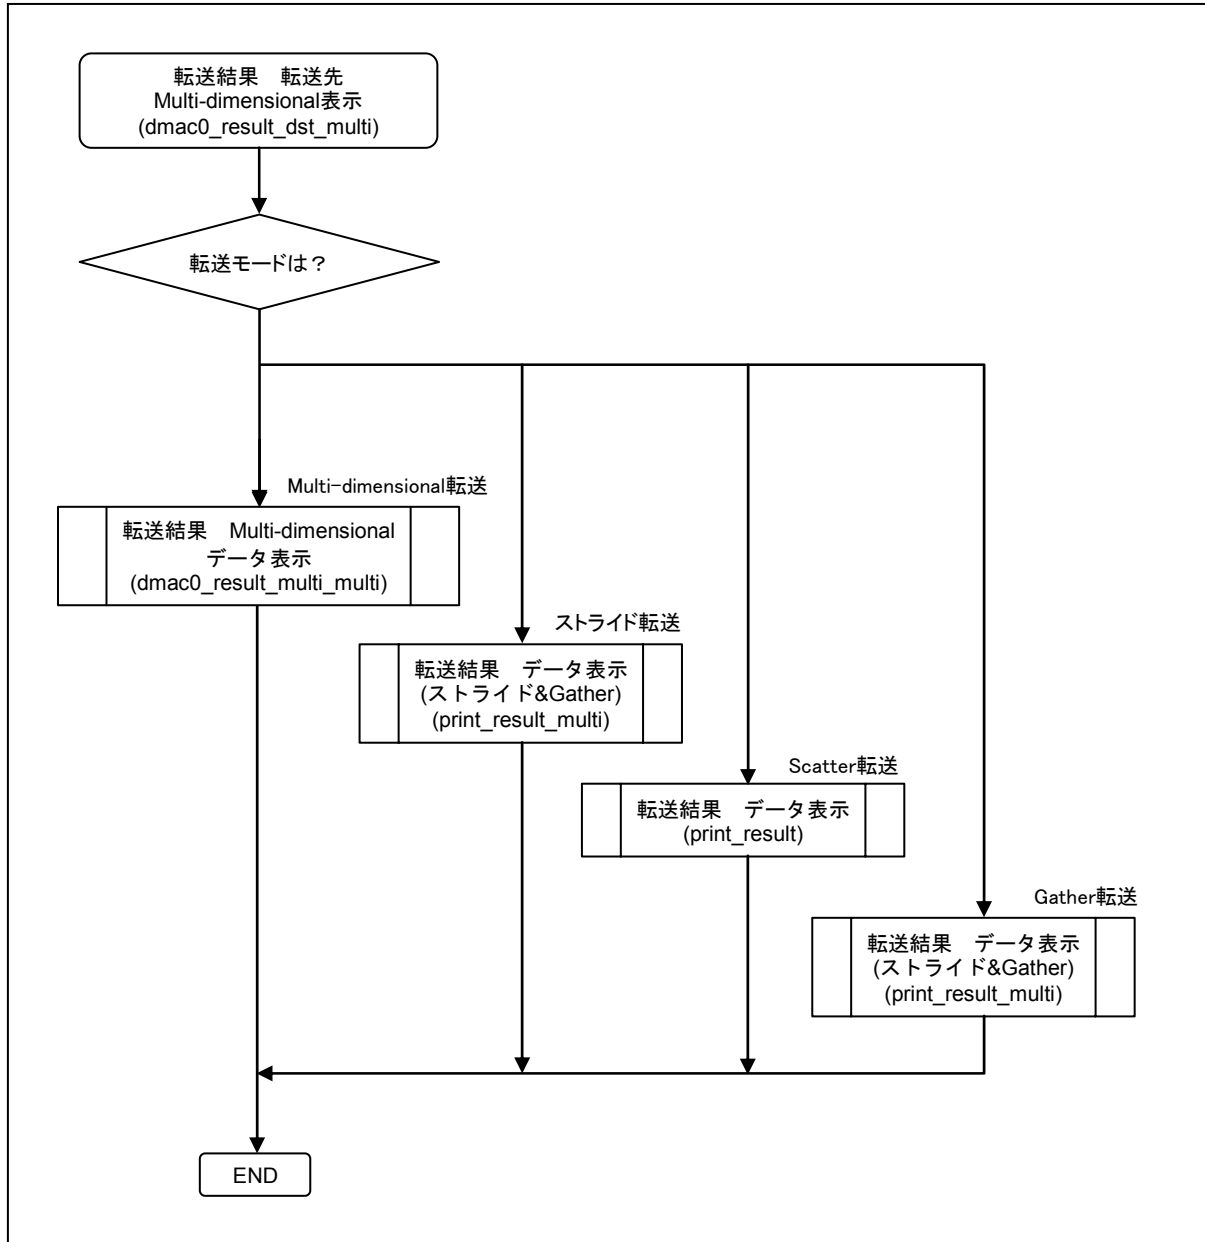 転送結果　転送先
Multi-dimensional表示
(dmac0_result_dst_multi)
転送モードは？
Multi-dimensional転送
転送結果　Multi-dimensional
データ表示
(dmac0_result_multi_multi)
ストライド転送
転送結果　データ表示
(ストライド&Gather)
(print_result_multi)
Scatter転送
転送結果　データ表示
(print_result)
Gather転送
転送結果　データ表示
(ストライド&Gather)
(print_result_multi)
END